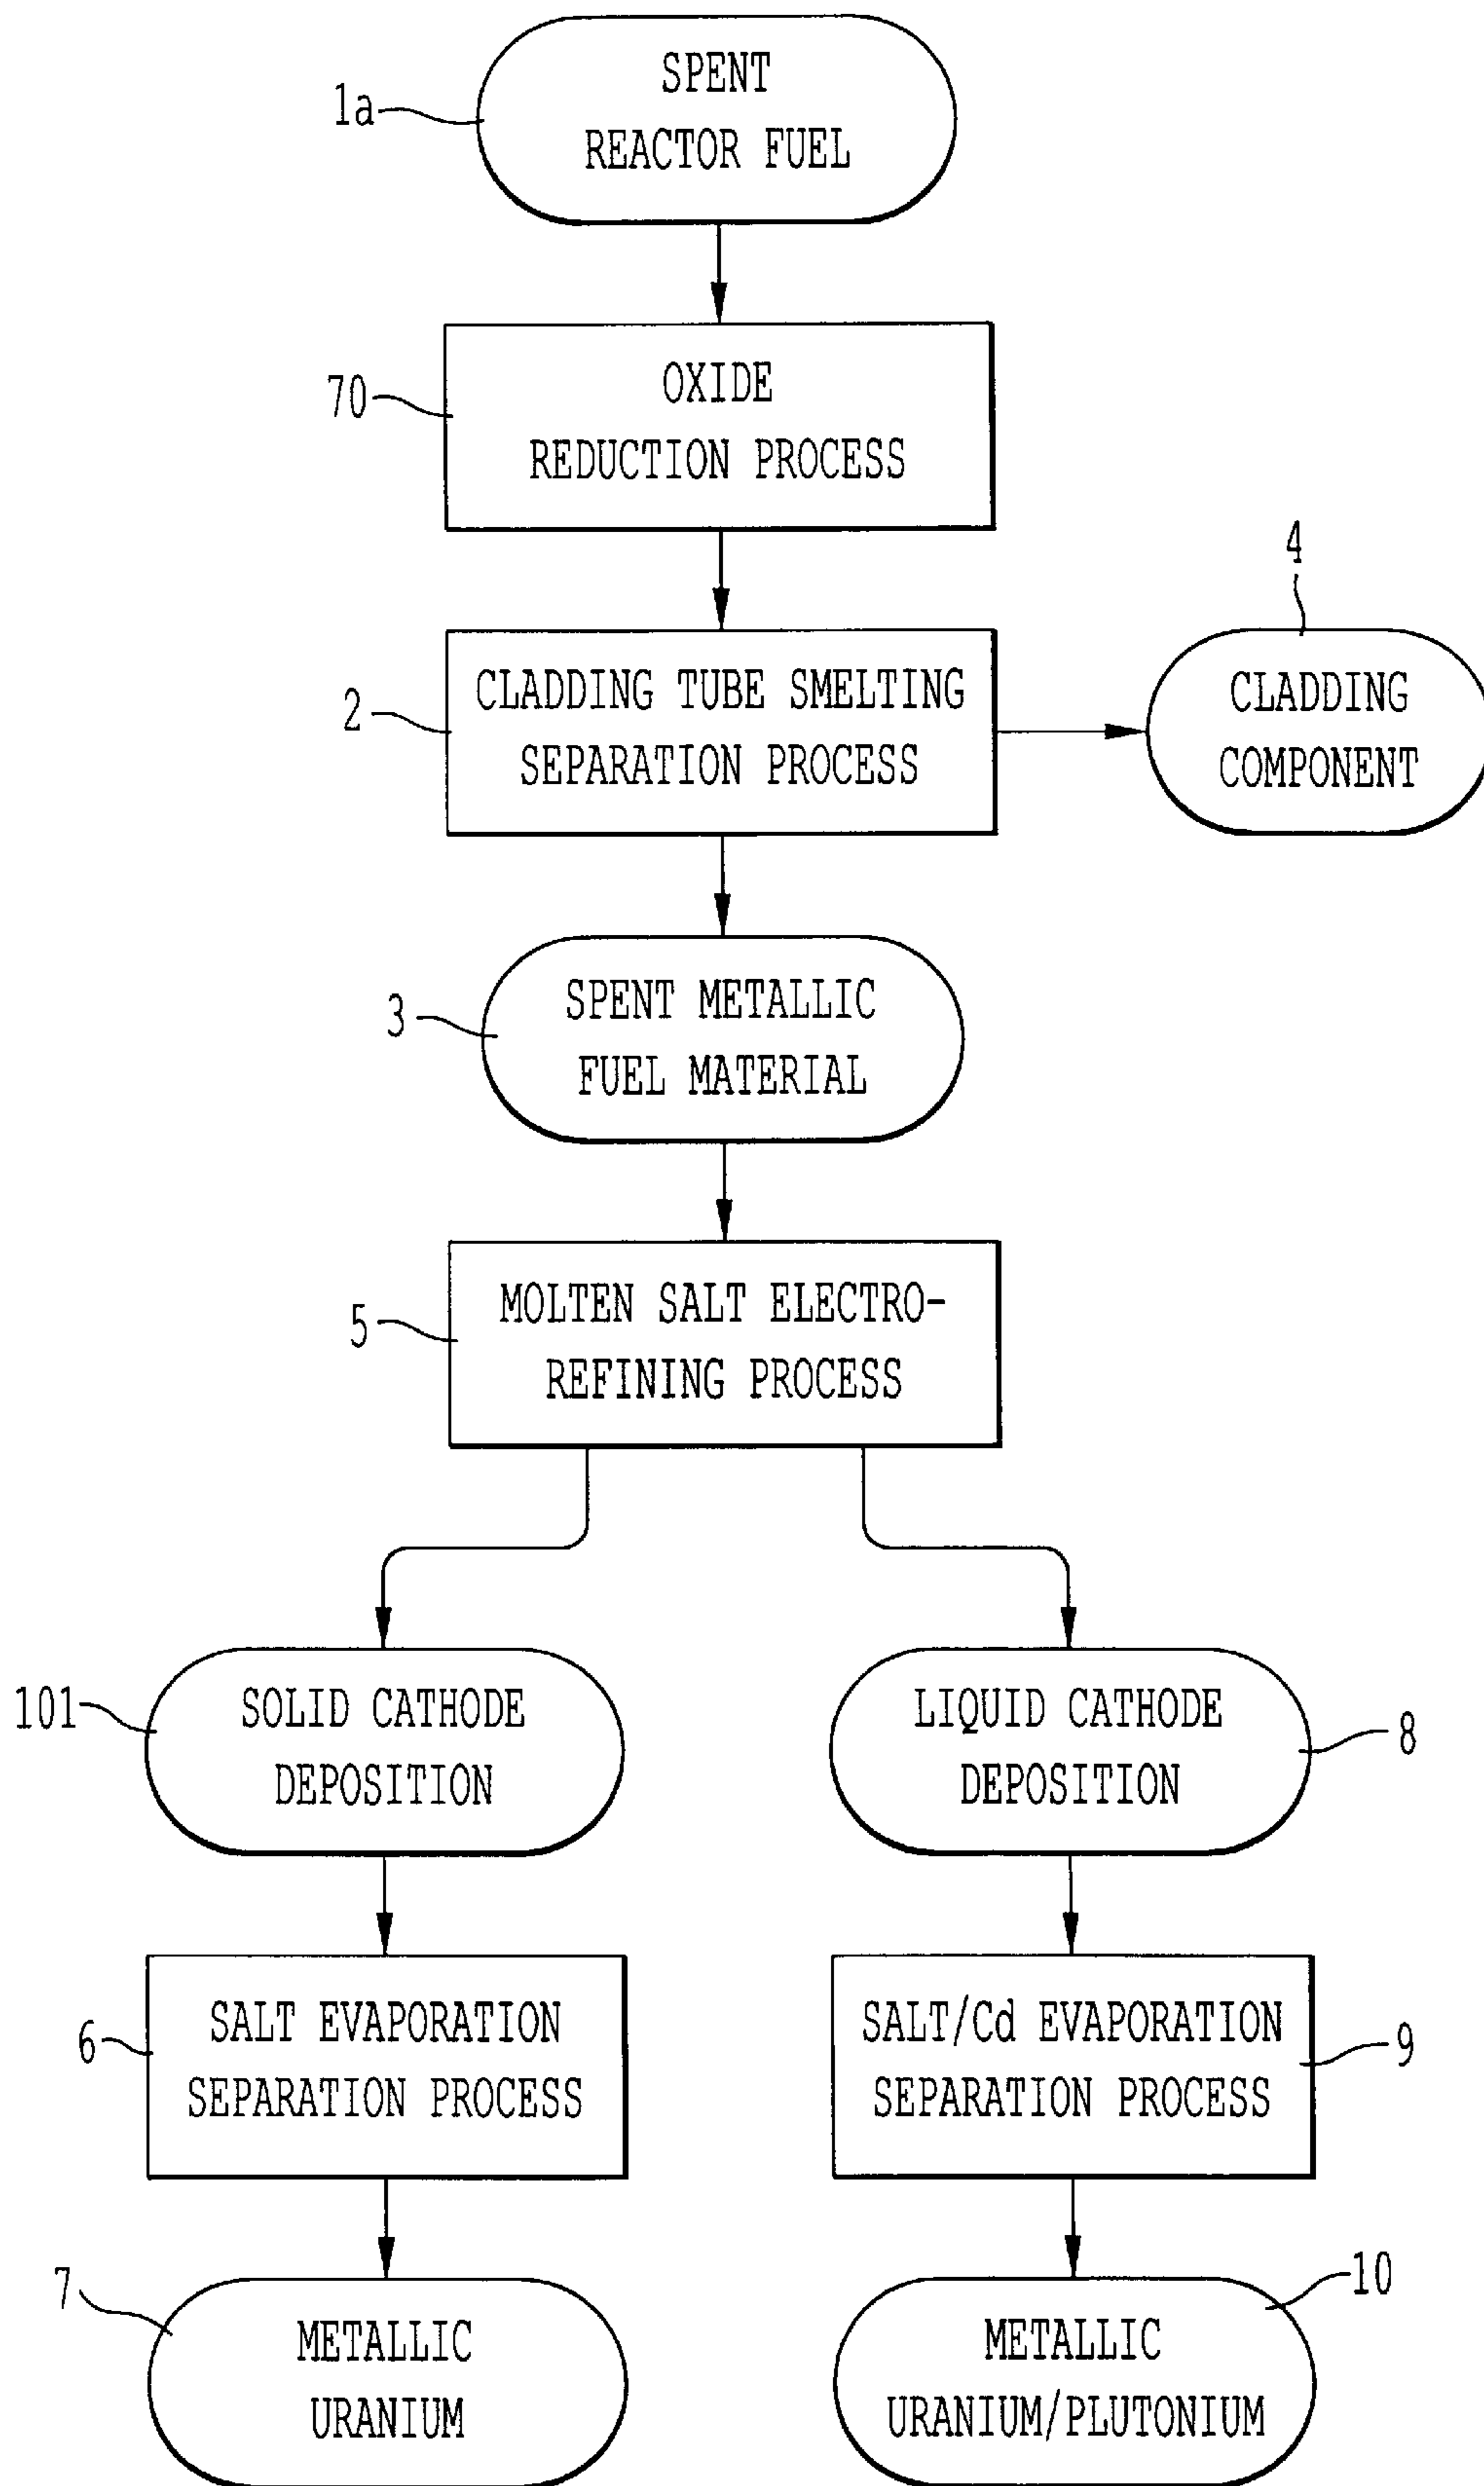 1a
SPENT
REACTOR FUEL
70
OXIDE
REDUCTION PROCESS
4
2
CLADDING TUBE SMELTING
SEPARATION PROCESS
CLADDING
COMPONENT
3
SPENT METALLIC
FUEL MATERIAL
5
MOLTEN SALT ELECTRO-
REFINING PROCESS
101
SOLID CATHODE
DEPOSITION
LIQUID CATHODE
DEPOSITION
8
6
SALT EVAPORATION
SEPARATION PROCESS
SALT/Cd EVAPORATION
SEPARATION PROCESS
9
7
METALLIC
URANIUM
10
METALLIC
URANIUM/PLUTONIUM